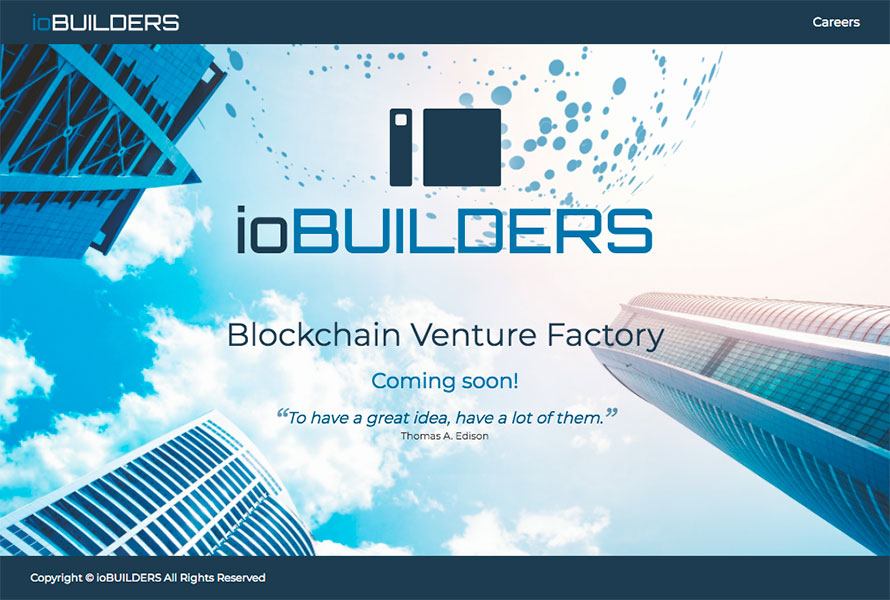 ioBUILDERS
Careers
ioBUILDERS
Blockchain Venture Factory
Coming soon!
“To have a great idea, have a lot of them.”
Thomas A. Edison
Copyright © ioBUILDERS All Rights Reserved